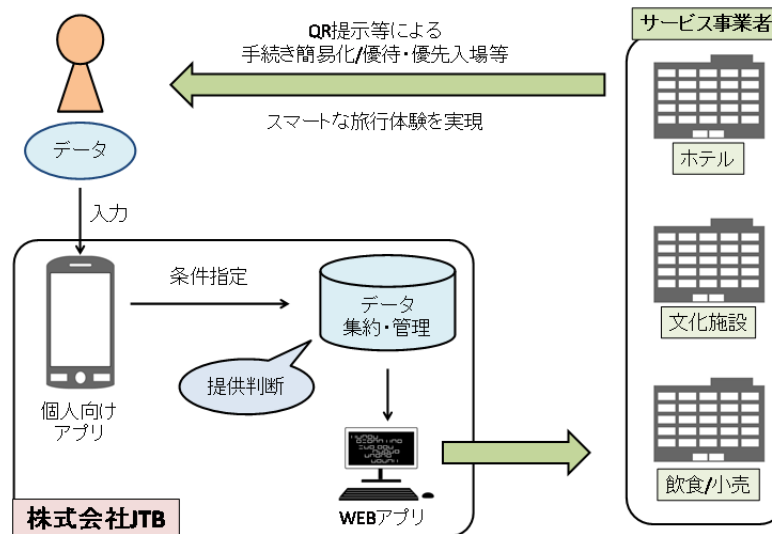 QR提示等による
手続き簡易化/優待・優先入場等
サービス事業者
スマートな旅行体験を実現
データ
ホテル
入力
条件指定
データ
集約・管理
文化施設
提供判断
個人向け
アプリ
飲食/小売
株式会社JTB
WEBアプリ